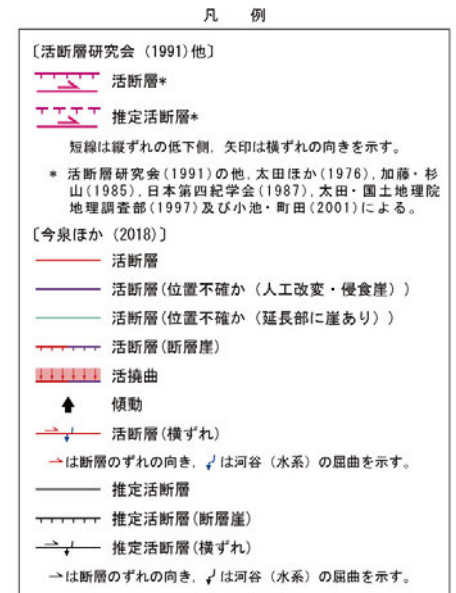 凡 例
〔活断層研究会（1991）他〕
活断層*
推定活断層*
短線は縦ずれの低下側，矢印は横ずれの向きを示す。
* 活断層研究会(1991)の他，太田ほか(1976)，加藤・杉
山(1985)，日本第四紀学会(1987)，太田・国土地理院
地理調査部(1997)及び小池・町田(2001)による。
〔今泉ほか（2018)〕
活断層
活断層(位置不確か（人工改変・侵食崖）)
活断層(位置不確か（延長部に崖あり）)
活断層(断層崖)
活撓曲
傾動
活断層(横ずれ)
は断層のずれの向き，は河谷（水系）の屈曲を示す。
推定活断層
推定活断層(断層崖)
推定活断層(横ずれ)
は断層のずれの向き，は河谷（水系）の屈曲を示す。